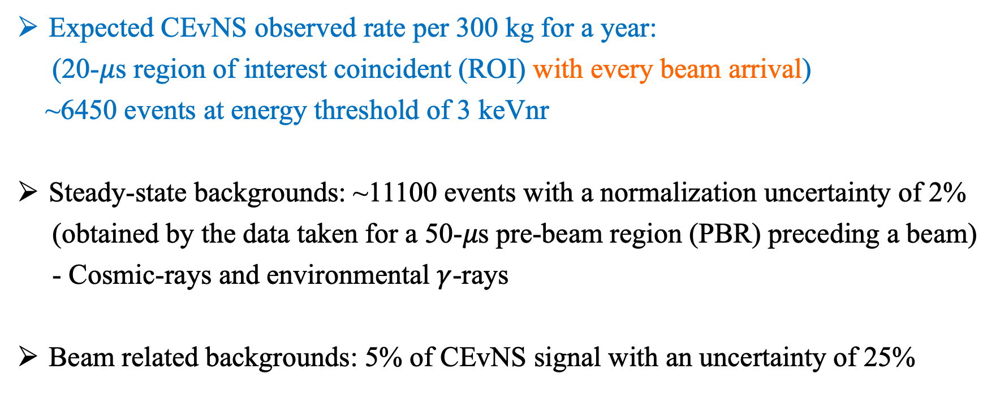 ➤ Expected CEvNS observed rate per 300 kg for a year:
(20-μs region of interest coincident (ROI) with every beam arrival)
~6450 events at energy threshold of 3 keVnr
➤ Steady-state backgrounds: ~11100 events with a normalization uncertainty of 2%
(obtained by the data taken for a 50-μs pre-beam region (PBR) preceding a beam)
- Cosmic-rays and environmental γ-rays
➤ Beam related backgrounds: 5% of CEvNS signal with an uncertainty of 25%